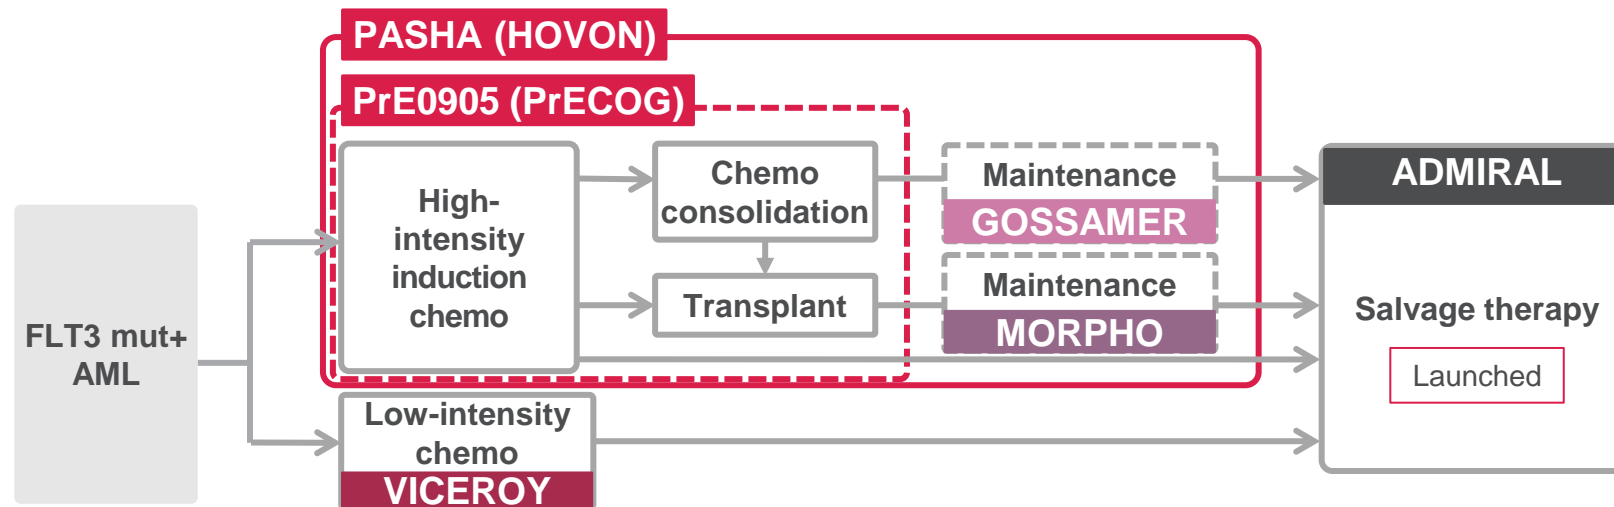 PASHA (HOVON)
PrE0905 (PrECOG)
High-
intensity
induction
chemo
Chemo
consolidation
Transplant
Maintenance
GOSSAMER
Maintenance
MORPHO
ADMIRAL
Salvage therapy
Launched
FLT3 mut+
AML
Low-intensity
chemo
VICEROY